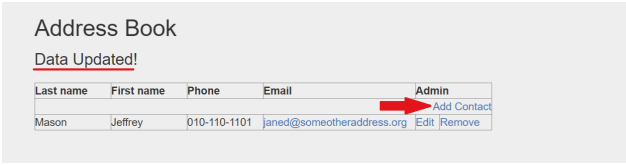 Address Book
Data Updated!
Last name First name Phone Email Admin
Add Contact
Mason Jeffrey 010-110-1101 janed@someotheraddress.org Edit Remove